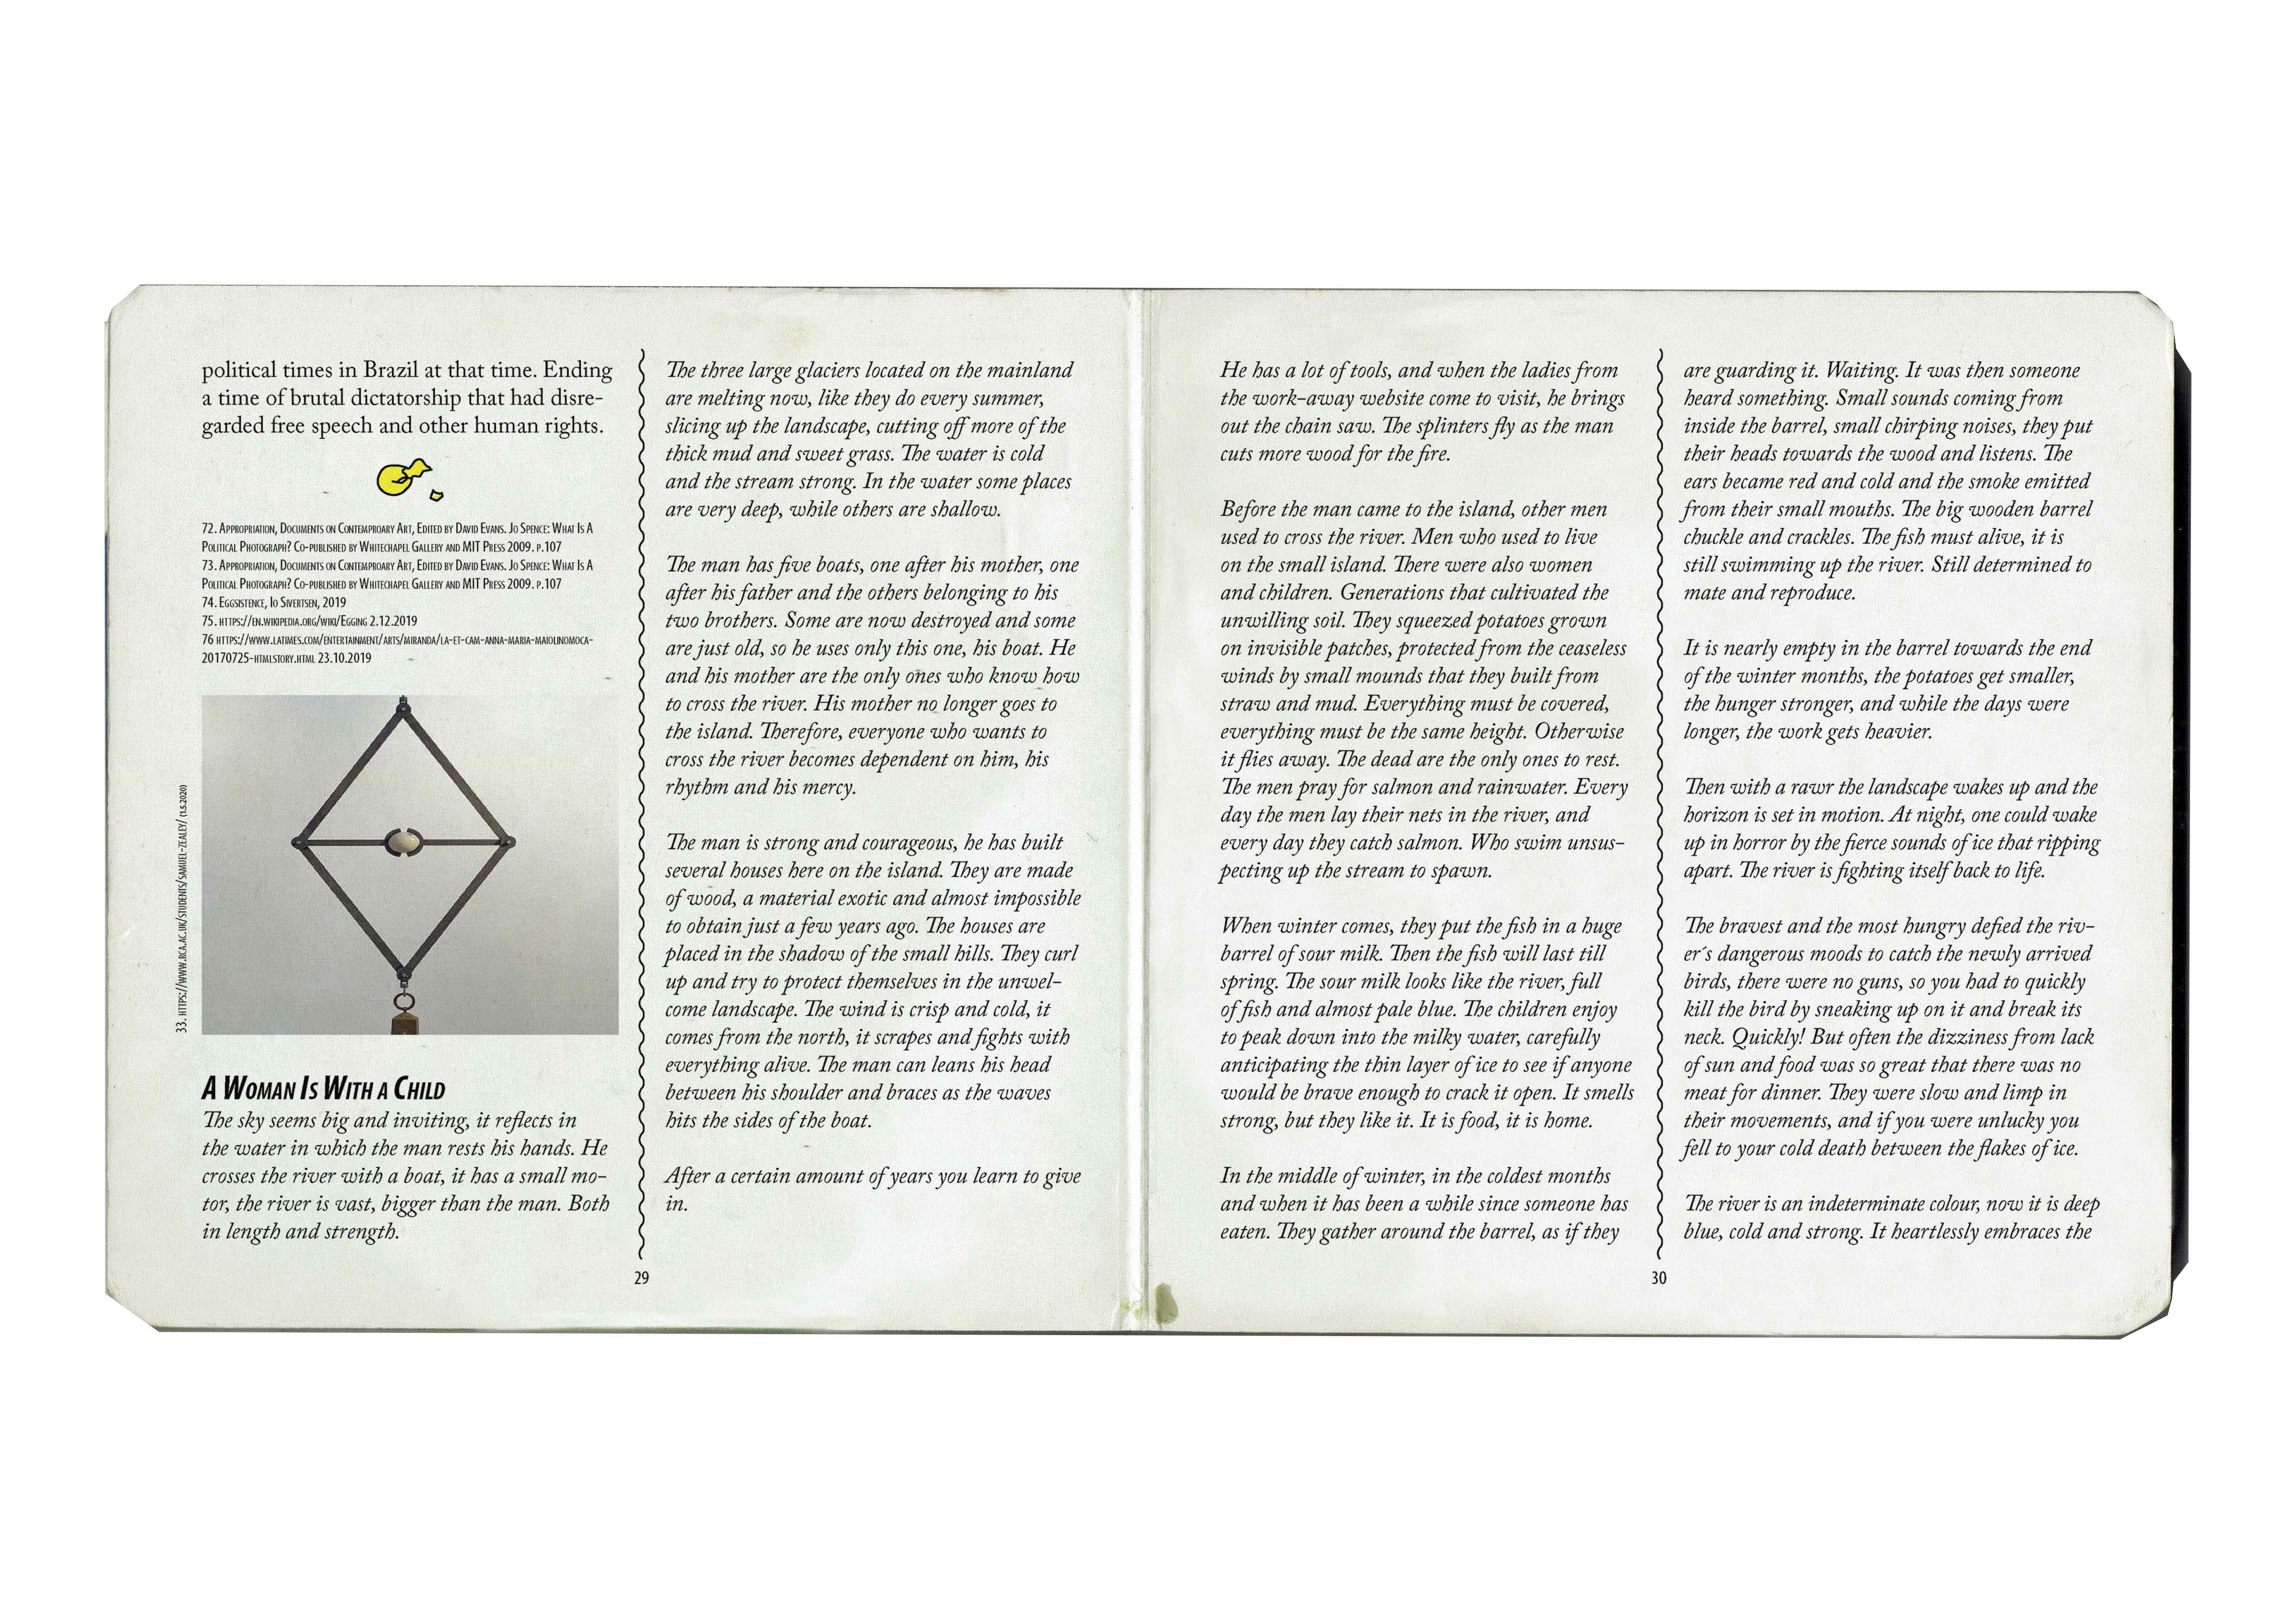 political times in Brazil at that time. Ending
a time of brutal dictatorship that had disre-
garded free speech and other human rights.
72. Appropriation, Documents on Contemproary Art, Edited by David Evans. Jo Spence: What Is A
Political Photograph? Co-published by Whitechapel Gallery and MIT Press 2009. p.107
73. Appropriation, Documents on Contemproary Art, Edited by David Evans. Jo Spence: What Is A
Political Photograph? Co-published by Whitechapel Gallery and MIT Press 2009. p.107
74. Eggsistence, Io Sivertsen, 2019
75. https://en.wikipedia.org/wiki/Egging 2.12.2019
76 https://www.latimes.com/entertainment/arts/miranda/la-et-cam-anna-maria-maiolinomoca-
20170725-htmlstory.html 23.10.2019
33. https://www.rca.ac.uk/students/samuel-zealey/ (1.5.2020)
A Woman Is With a Child
The sky seems big and inviting, it reflects in
the water in which the man rests his hands. He
crosses the river with a boat, it has a small mo-
tor, the river is vast, bigger than the man. Both
in length and strength.
The three large glaciers located on the mainland
are melting now, like they do every summer,
slicing up the landscape, cutting off more of the
thick mud and sweet grass. The water is cold
and the stream strong. In the water some places
are very deep, while others are shallow.
The man has five boats, one after his mother, one
after his father and the others belonging to his
two brothers. Some are now destroyed and some
are just old, so he uses only this one, his boat. He
and his mother are the only ones who know how
to cross the river. His mother no longer goes to
the island. Therefore, everyone who wants to
cross the river becomes dependent on him, his
rhythm and his mercy.
The man is strong and courageous, he has built
several houses here on the island. They are made
of wood, a material exotic and almost impossible
to obtain just a few years ago. The houses are
placed in the shadow of the small hills. They curl
up and try to protect themselves in the unwel-
come landscape. The wind is crisp and cold, it
comes from the north, it scrapes and fights with
everything alive. The man can leans his head
between his shoulder and braces as the waves
hits the sides of the boat.
After a certain amount of years you learn to give
in.
29
He has a lot of tools, and when the ladies from
the work-away website come to visit, he brings
out the chain saw. The splinters fly as the man
cuts more wood for the fire.
Before the man came to the island, other men
used to cross the river. Men who used to live
on the small island. There were also women
and children. Generations that cultivated the
unwilling soil. They squeezed potatoes grown
on invisible patches, protected from the ceaseless
winds by small mounds that they built from
straw and mud. Everything must be covered,
everything must be the same height. Otherwise
it flies away. The dead are the only ones to rest.
The men pray for salmon and rainwater. Every
day the men lay their nets in the river, and
every day they catch salmon. Who swim unsus-
pecting up the stream to spawn.
When winter comes, they put the fish in a huge
barrel of sour milk. Then the fish will last till
spring. The sour milk looks like the river, full
of fish and almost pale blue. The children enjoy
to peak down into the milky water, carefully
anticipating the thin layer of ice to see if anyone
would be brave enough to crack it open. It smells
strong, but they like it. It is food, it is home.
In the middle of winter, in the coldest months
and when it has been a while since someone has
eaten. They gather around the barrel, as if they
are guarding it. Waiting. It was then someone
heard something. Small sounds coming from
inside the barrel, small chirping noises, they put
their heads towards the wood and listens. The
ears became red and cold and the smoke emitted
from their small mouths. The big wooden barrel
chuckle and crackles. The fish must alive, it is
still swimming up the river. Still determined to
mate and reproduce.
It is nearly empty in the barrel towards the end
of the winter months, the potatoes get smaller,
the hunger stronger, and while the days were
longer, the work gets heavier.
Then with a rawr the landscape wakes up and the
horizon is set in motion. At night, one could wake
up in horror by the fierce sounds of ice that ripping
apart. The river is fighting itself back to life.
The bravest and the most hungry defied the riv-
er´s dangerous moods to catch the newly arrived
birds, there were no guns, so you had to quickly
kill the bird by sneaking up on it and break its
neck. Quickly! But often the dizziness from lack
of sun and food was so great that there was no
meat for dinner. They were slow and limp in
their movements, and if you were unlucky you
fell to your cold death between the flakes of ice.
The river is an indeterminate colour, now it is deep
blue, cold and strong. It heartlessly embraces the
30